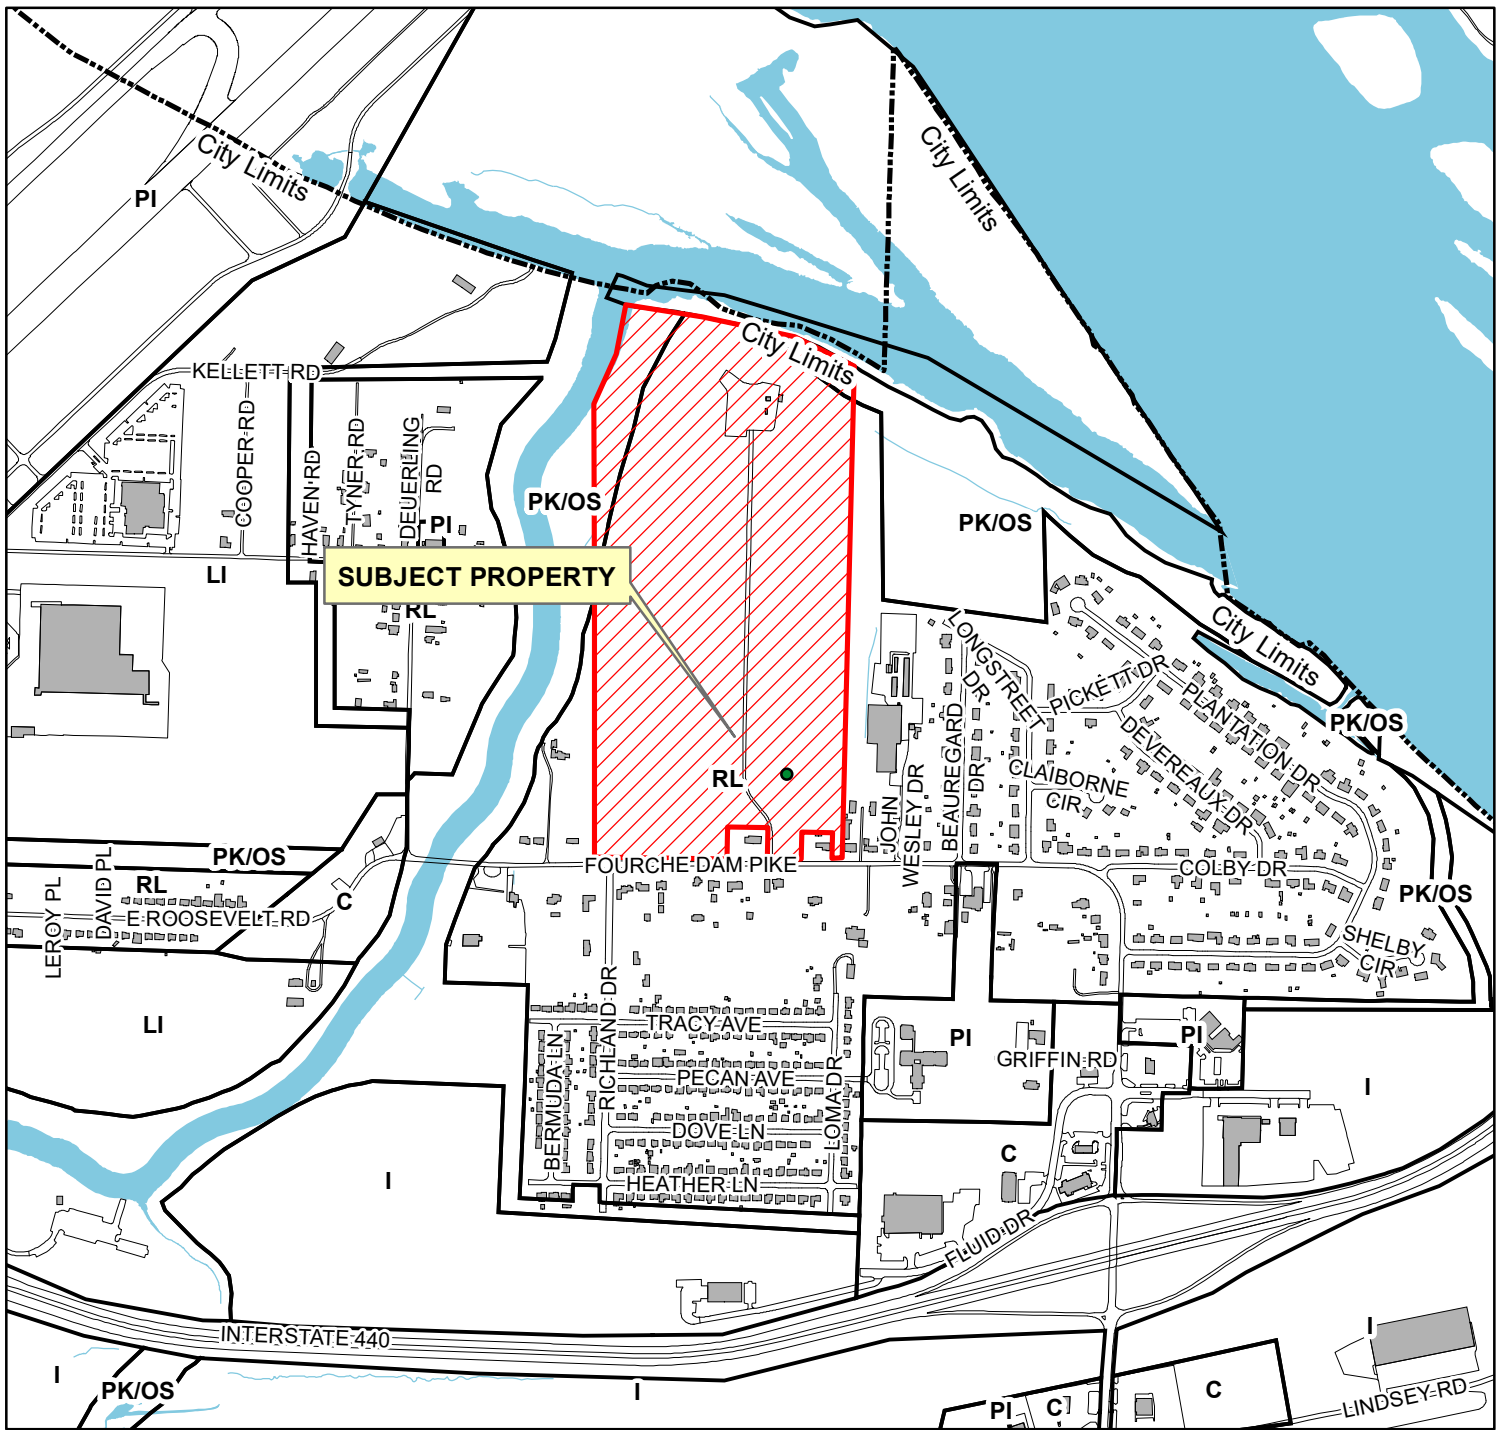 City Limits
City Limits
PI
City Limits
KELLETT RD
COOPER RD
HAVEN RD
TYNER RD
DEUERLING
RD
PI
PK/OS
PK/OS
LI
SUBJECT PROPERTY
RL
City Limits
LONGSTREET
DR
PICKETT DR
PLANTATION DR
PK/OS
DEVEREAUX DR
BEAUREGARD
DR
CLAIBORNE
CIR
RL
JOHN
WESLEY DR
PK/OS
FOURCHE DAM PIKE
COLBY DR
RL
C
PK/OS
LEROY PL
DAVID PL
E ROOSEVELT RD
SHELBY
CIR
LI
RICHLAND DR
TRACY AVE
PI
PI
BERMUDA LN
GRIFFIN RD
PECAN AVE
LOMA DR
I
DOVE LN
C
I
HEATHER LN
FLUID DR
INTERSTATE 440
I
I
PK/OS
I
C
PI
C
LINDSEY RD